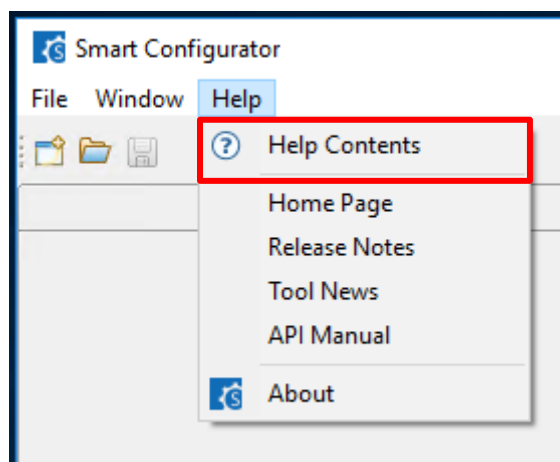 Smart Configurator
File Window Help
Help Contents
Home Page
Release Notes
Tool News
API Manual
About